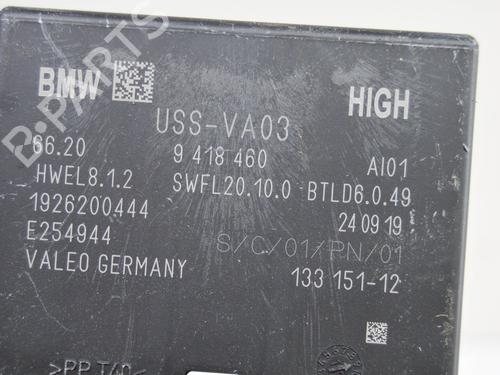 BMW HIGH
USS-VA03
66.20 9 418 460 AI01
HWEL8.1.2 SWFL20.10.0 BTLD6.0.49
1926200444 24 09 19
E254944 S/C/01/PN/01
VALEO GERMANY 133 151-12